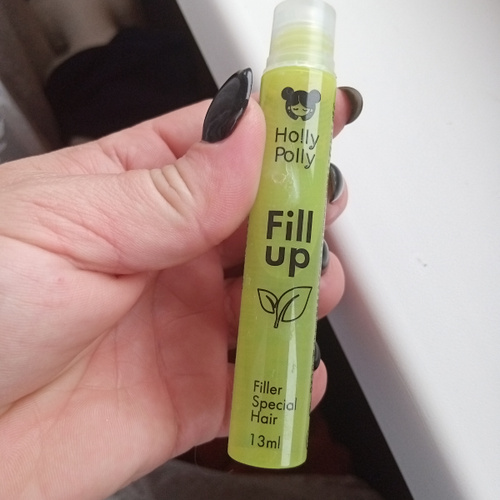 Holly
Polly
Fill
up
Filler
Special
Hair
13ml